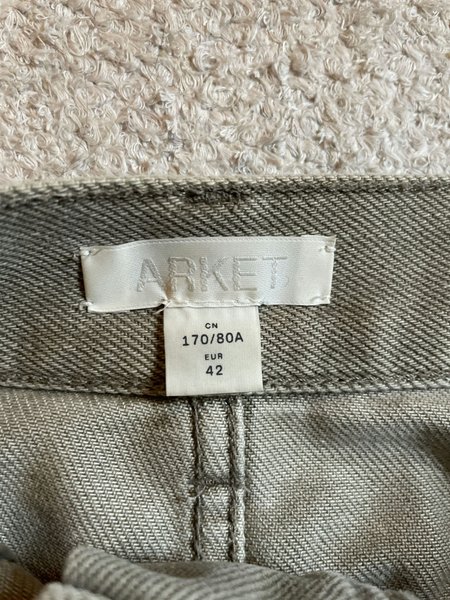 ARKET
CN
170/80A
EUR
42